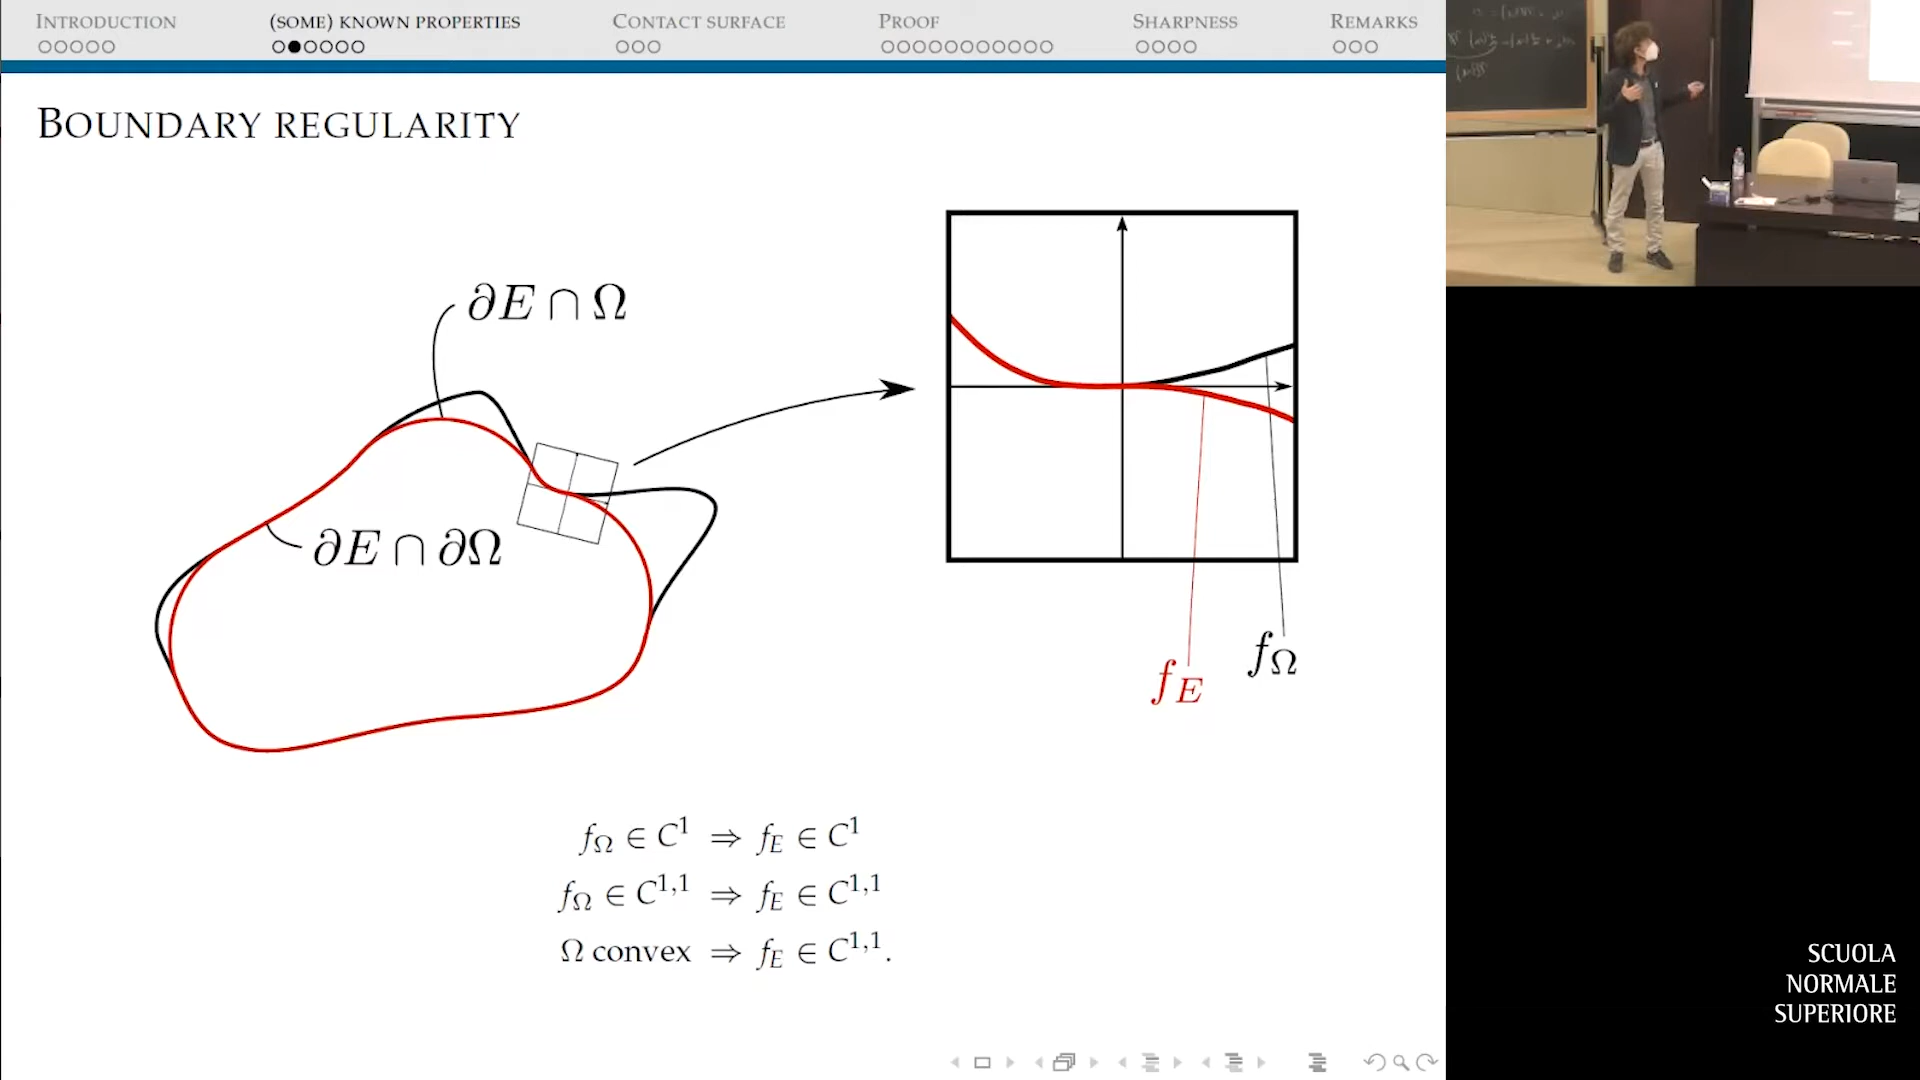 INTRODUCTION (SOME) KNOWN PROPERTIES CONTACT SURFACE PROOF SHARPNESS REMARKS
BOUNDARY REGULARITY
∂E ∩ Ω
∂E ∩ ∂Ω
f_Ω
f_E
f_Ω ∈ C^1 ⇒ f_E ∈ C^1
f_Ω ∈ C^{1,1} ⇒ f_E ∈ C^{1,1}
Ω convex ⇒ f_E ∈ C^{1,1}.
SCUOLA
NORMALE
SUPERIORE